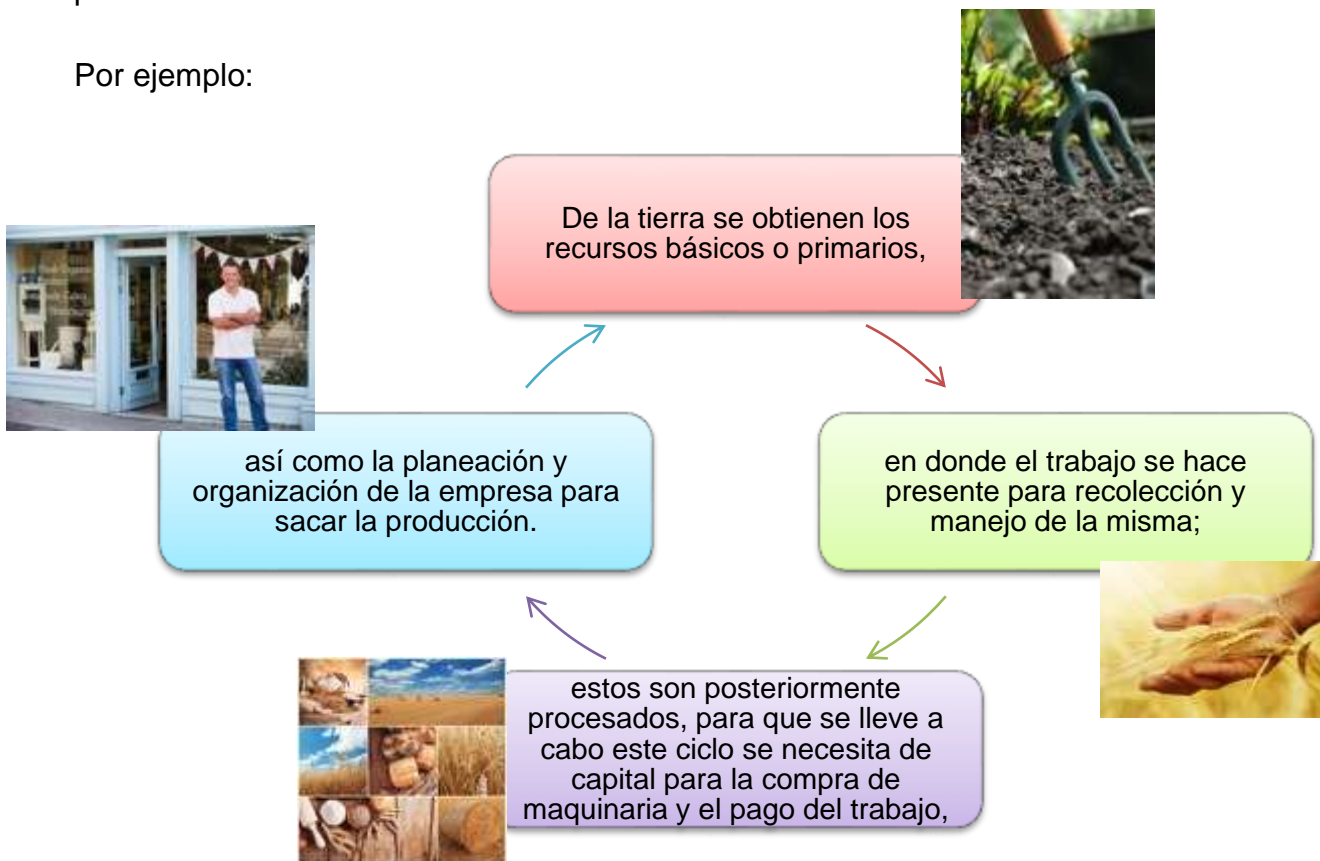 Por ejemplo:
De la tierra se obtienen los
recursos básicos o primarios,
en donde el trabajo se hace
presente para recolección y
manejo de la misma;
estos son posteriormente
procesados, para que se lleve a
cabo este ciclo se necesita de
capital para la compra de
maquinaria y el pago del trabajo,
así como la planeación y
organización de la empresa para
sacar la producción.